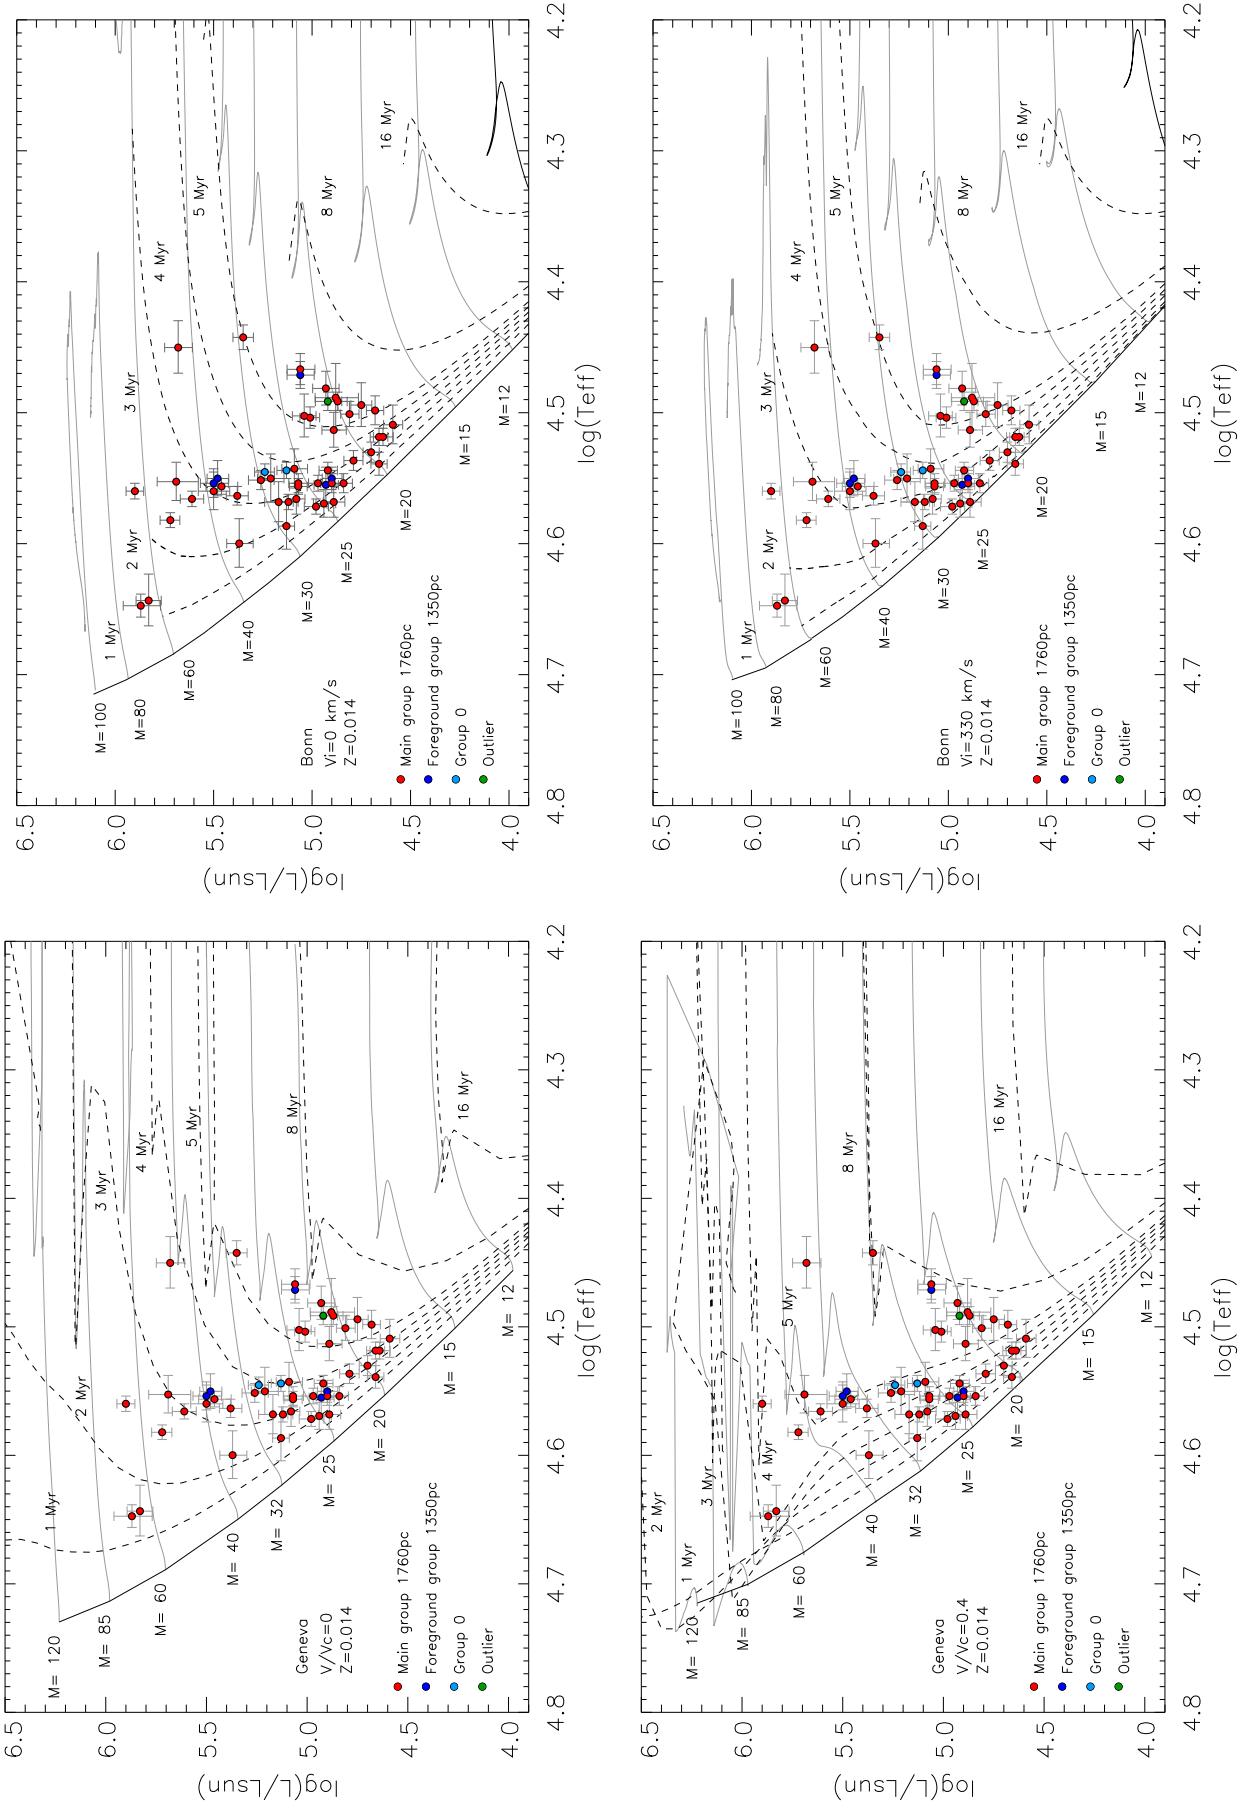 6.5
6.0
5.5
5.0
4.5
4.0
log(L/Lsun)
4.8
4.7
4.6
4.5
4.4
4.3
4.2
log(Teff)
M= 120
M= 85
M= 60
M= 40
M= 32
M= 25
M= 20
M= 15
M= 12
1 Myr
2 Myr
3 Myr
4 Myr
5 Myr
8 Myr
16 Myr
Geneva
V/Vc=0
Z=0.014
Main group 1760pc
Foreground group 1350pc
Group 0
Outlier
6.0
5.5
5.0
4.5
4.0
log(L/Lsun)
4.8
4.7
4.6
4.5
4.4
4.3
4.2
log(Teff)
M=100
M=80
M=60
M=40
M=30
M=25
M=20
M=15
M=12
1 Myr
2 Myr
3 Myr
4 Myr
5 Myr
8 Myr
16 Myr
Bonn
Vi=0 km/s
Z=0.014
Main group 1760pc
Foreground group 1350pc
Group 0
Outlier
6.5
6.0
5.5
5.0
4.5
4.0
log(L/Lsun)
4.8
4.7
4.6
4.5
4.4
4.3
4.2
log(Teff)
M= 120
M= 85
M= 60
M= 40
M= 32
M= 25
M= 20
M= 15
M= 12
1 Myr
2 Myr
3 Myr
4 Myr
5 Myr
8 Myr
16 Myr
Geneva
V/Vc=0.4
Z=0.014
Main group 1760pc
Foreground group 1350pc
Group 0
Outlier
6.5
6.0
5.5
5.0
4.5
4.0
log(L/Lsun)
4.8
4.7
4.6
4.5
4.4
4.3
4.2
log(Teff)
M=100
M=80
M=60
M=40
M=30
M=25
M=20
M=15
M=12
1 Myr
2 Myr
3 Myr
4 Myr
5 Myr
8 Myr
16 Myr
Bonn
Vi=330 km/s
Z=0.014
Main group 1760pc
Foreground group 1350pc
Group 0
Outlier